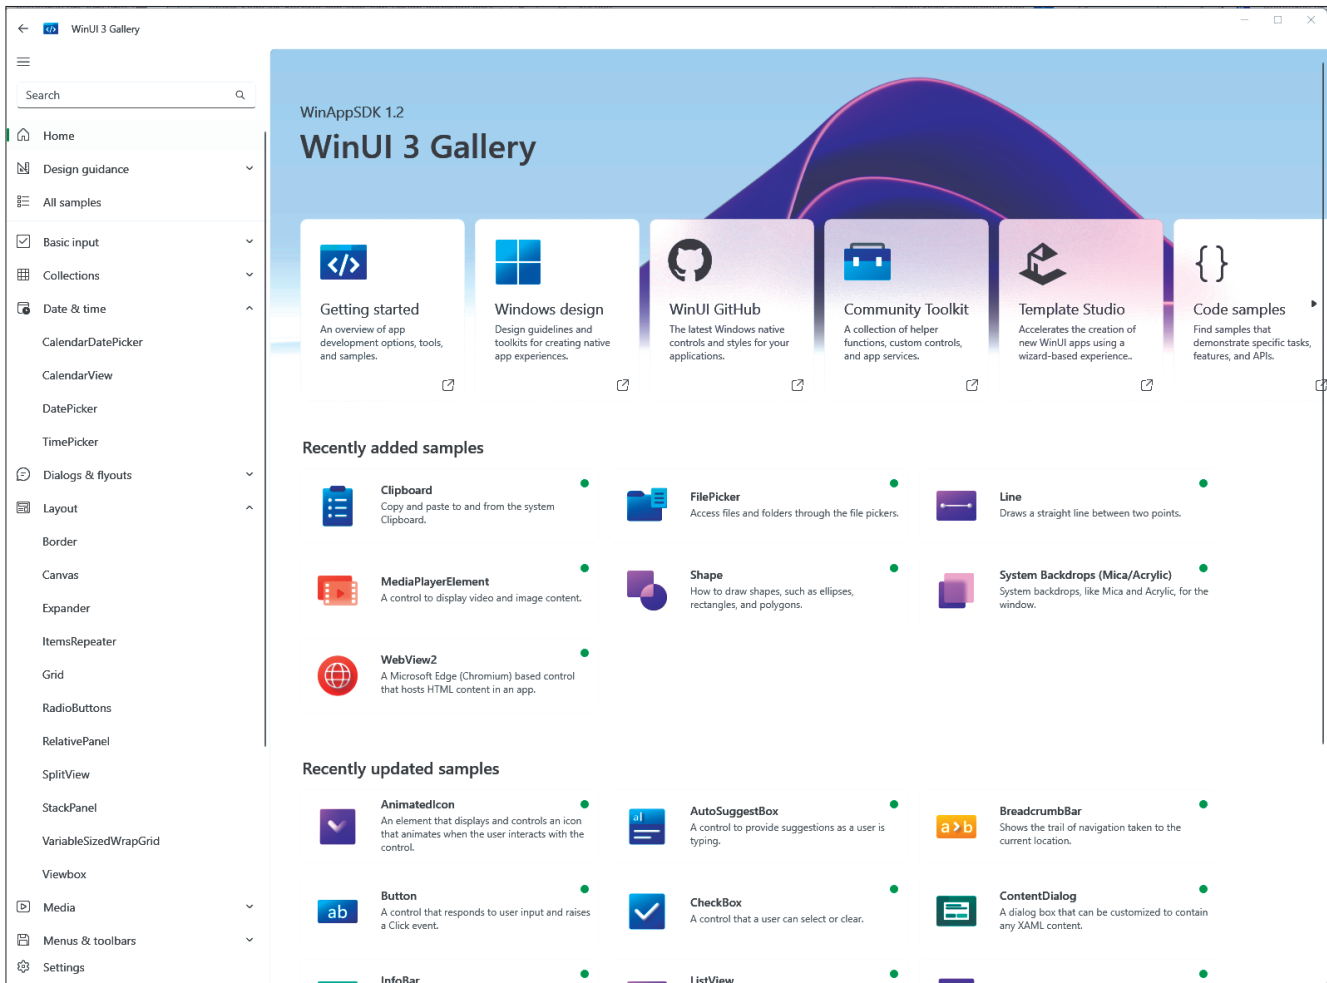 WinUI 3 Gallery
Search
Home
Design guidance
All samples
Basic input
Collections
Date & time
CalendarDatePicker
CalendarView
DatePicker
TimePicker
Dialogs & flyouts
Layout
Border
Canvas
Expander
ItemsRepeater
Grid
RadioButtons
RelativePanel
SplitView
StackPanel
VariableSizedWrapGrid
Viewbox
Media
Menus & toolbars
Settings
WinAppSDK 1.2
WinUI 3 Gallery
Getting started
An overview of app
development options, tools,
and samples.
Windows design
Design guidelines and
toolkits for creating native
app experiences.
WinUI GitHub
The latest Windows native
controls and styles for your
applications.
Community Toolkit
A collection of helper
functions, custom controls,
and app services.
Template Studio
Accelerates the creation of
new WinUI apps using a
wizard-based experience..
{ }
Code samples
Find samples that
demonstrate specific tasks,
features, and APIs.
Recently added samples
Clipboard
Copy and paste to and from the system
Clipboard.
FilePicker
Access files and folders through the file pickers.
Line
Draws a straight line between two points.
MediaPlayerElement
A control to display video and image content.
Shape
How to draw shapes, such as ellipses,
rectangles, and polygons.
System Backdrops (Mica/Acrylic)
System backdrops, like Mica and Acrylic, for the
window.
WebView2
A Microsoft Edge (Chromium) based control
that hosts HTML content in an app.
Recently updated samples
AnimatedIcon
An element that displays and controls an icon
that animates when the user interacts with the
control.
al
AutoSuggestBox
A control to provide suggestions as a user is
typing.
a>b
BreadcrumbBar
Shows the trail of navigation taken to the
current location.
ab
Button
A control that responds to user input and raises
a Click event.
CheckBox
A control that a user can select or clear.
ContentDialog
A dialog box that can be customized to contain
any XAML content.
InfoBar
ListView